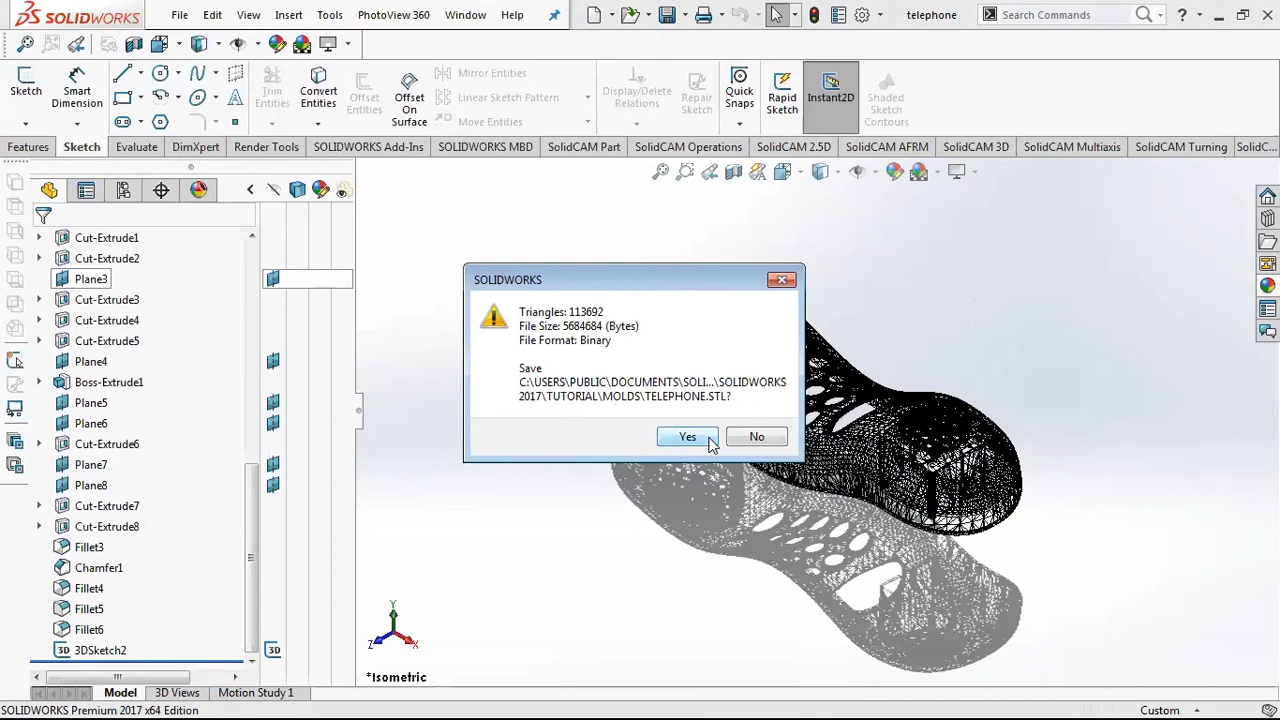 SOLIDWORKS File Edit View Insert Tools PhotoView 360 Window Help telephone Search Commands ?
Sketch Smart Dimension Trim Entities Convert Entities Offset Entities Offset On Surface Mirror Entities Linear Sketch Pattern Move Entities Display/Delete Relations Repair Sketch Quick Snaps Rapid Sketch Instant2D Shaded Sketch Contours
Features Sketch Evaluate DimXpert Render Tools SOLIDWORKS Add-Ins SOLIDWORKS MBD SolidCAM Part SolidCAM Operations SolidCAM 2.5D SolidCAM AFRM SolidCAM 3D SolidCAM Multiaxis SolidCAM Turning SolidC...
Cut-Extrude1
Cut-Extrude2
Plane3
Cut-Extrude3
Cut-Extrude4
Cut-Extrude5
Plane4
Boss-Extrude1
Plane5
Plane6
Cut-Extrude6
Plane7
Plane8
Cut-Extrude7
Cut-Extrude8
Fillet3
Chamfer1
Fillet4
Fillet5
Fillet6
3D 3DSketch2 3D
SOLIDWORKS
Triangles: 113692
File Size: 5684684 (Bytes)
File Format: Binary
Save
C:\USERS\PUBLIC\DOCUMENTS\SOLI...\SOLIDWORKS
2017\TUTORIAL\MOLDS\TELEPHONE.STL?
Yes No
Y
Z X
*Isometric
Model 3D Views Motion Study 1
SOLIDWORKS Premium 2017 x64 Edition Custom